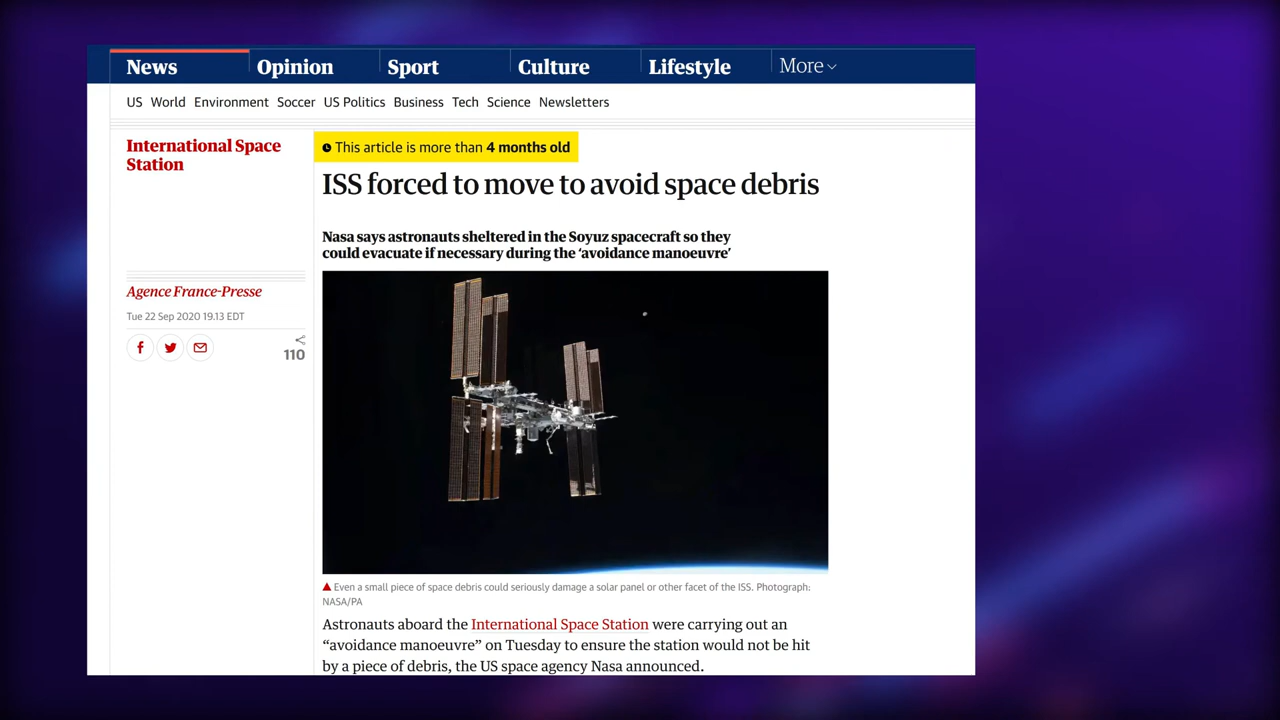 News Opinion Sport Culture Lifestyle More
US World Environment Soccer US Politics Business Tech Science Newsletters
International Space
Station
This article is more than 4 months old
ISS forced to move to avoid space debris
Nasa says astronauts sheltered in the Soyuz spacecraft so they
could evacuate if necessary during the ‘avoidance manoeuvre’
Agence France-Presse
Tue 22 Sep 2020 19.13 EDT
110
Even a small piece of space debris could seriously damage a solar panel or other facet of the ISS. Photograph:
NASA/PA
Astronauts aboard the International Space Station were carrying out an
“avoidance manoeuvre” on Tuesday to ensure the station would not be hit
by a piece of debris, the US space agency Nasa announced.